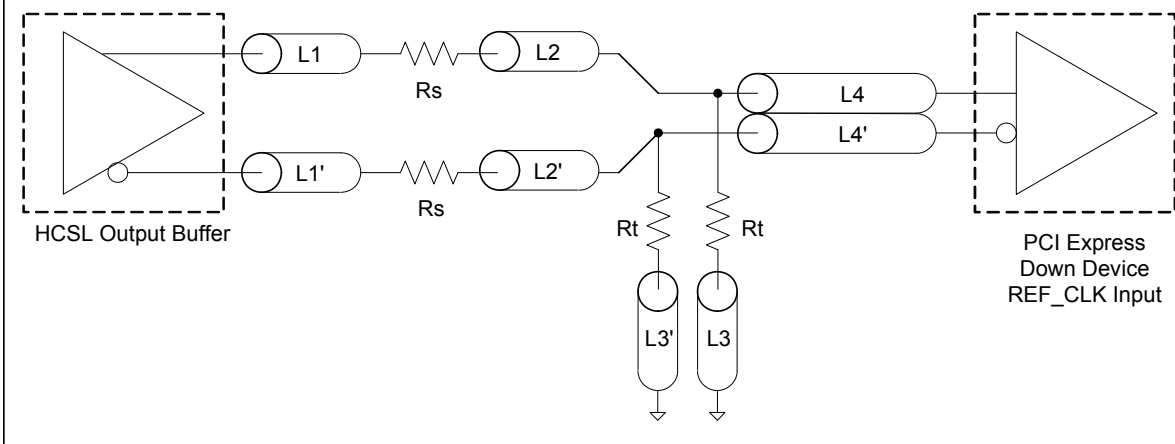 L1
Rs
L2
L4
L4'
L1'
Rs
L2'
HCSL Output Buffer
Rt
Rt
L3'
L3
PCI Express
Down Device
REF_CLK Input